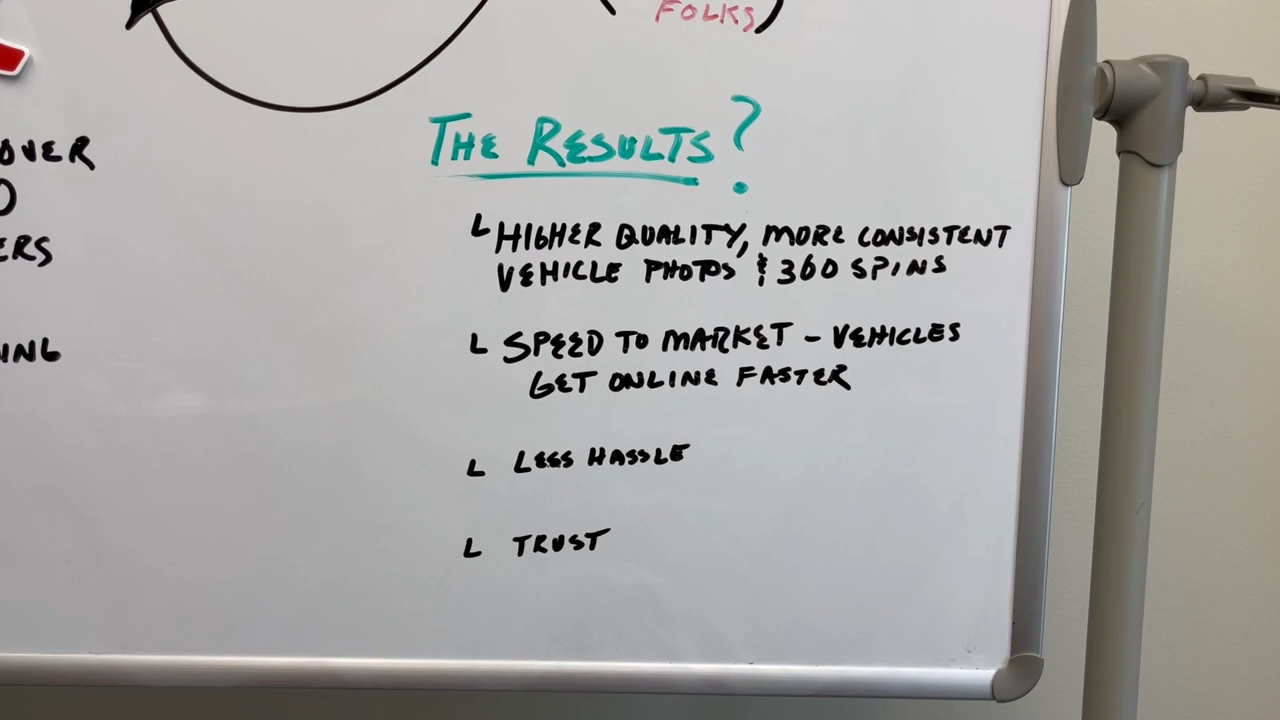 FOLKS)
OVER
ERS
THE RESULTS?
└ HIGHER QUALITY, MORE CONSISTENT
VEHICLE PHOTOS & 360 SPINS
└ SPEED TO MARKET – VEHICLES
GET ONLINE FASTER
└ LESS HASSLE
└ TRUST
ING